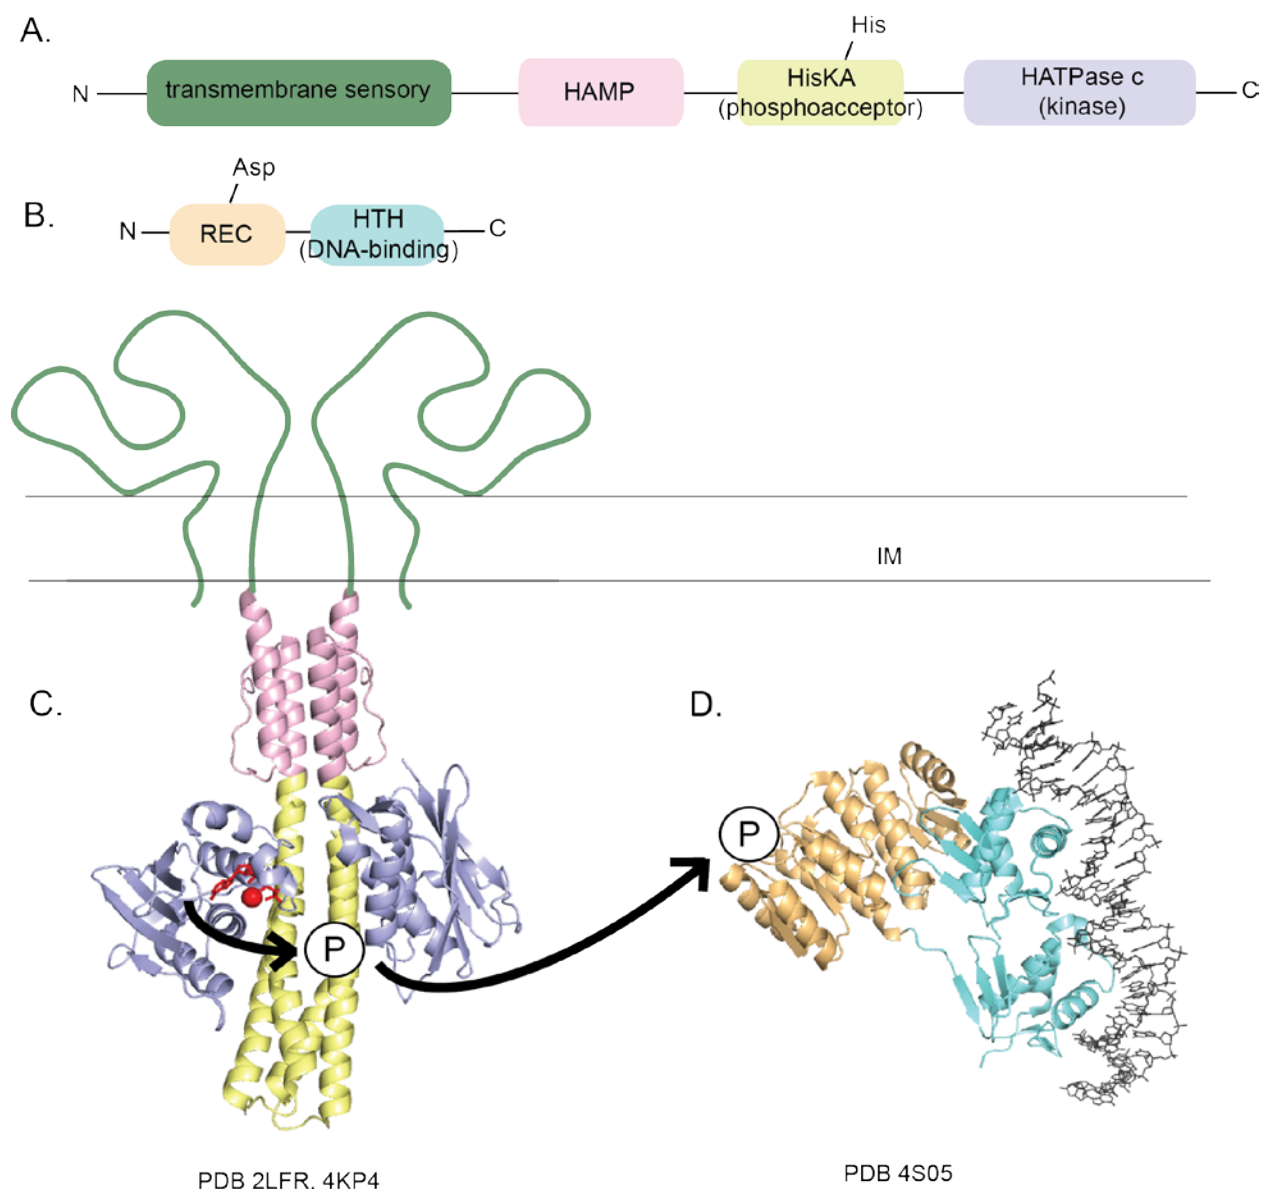 A.
His
N
transmembrane sensory
HAMP
HisKA
(phosphoacceptor)
HATPase c
(kinase)
C
Asp
B.
N
REC
HTH
(DNA-binding)
C
IM
C.
D.
P
P
PDB 2LFR, 4KP4
PDB 4S05